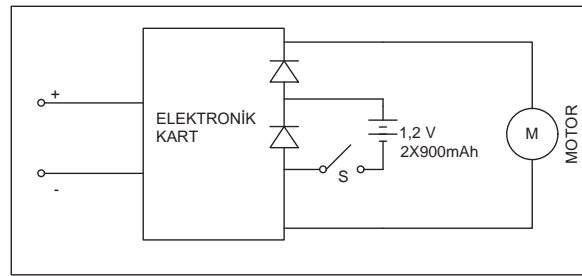 +
-
ELEKTRONİK
KART
S
1,2 V
2X900mAh
M
MOTOR